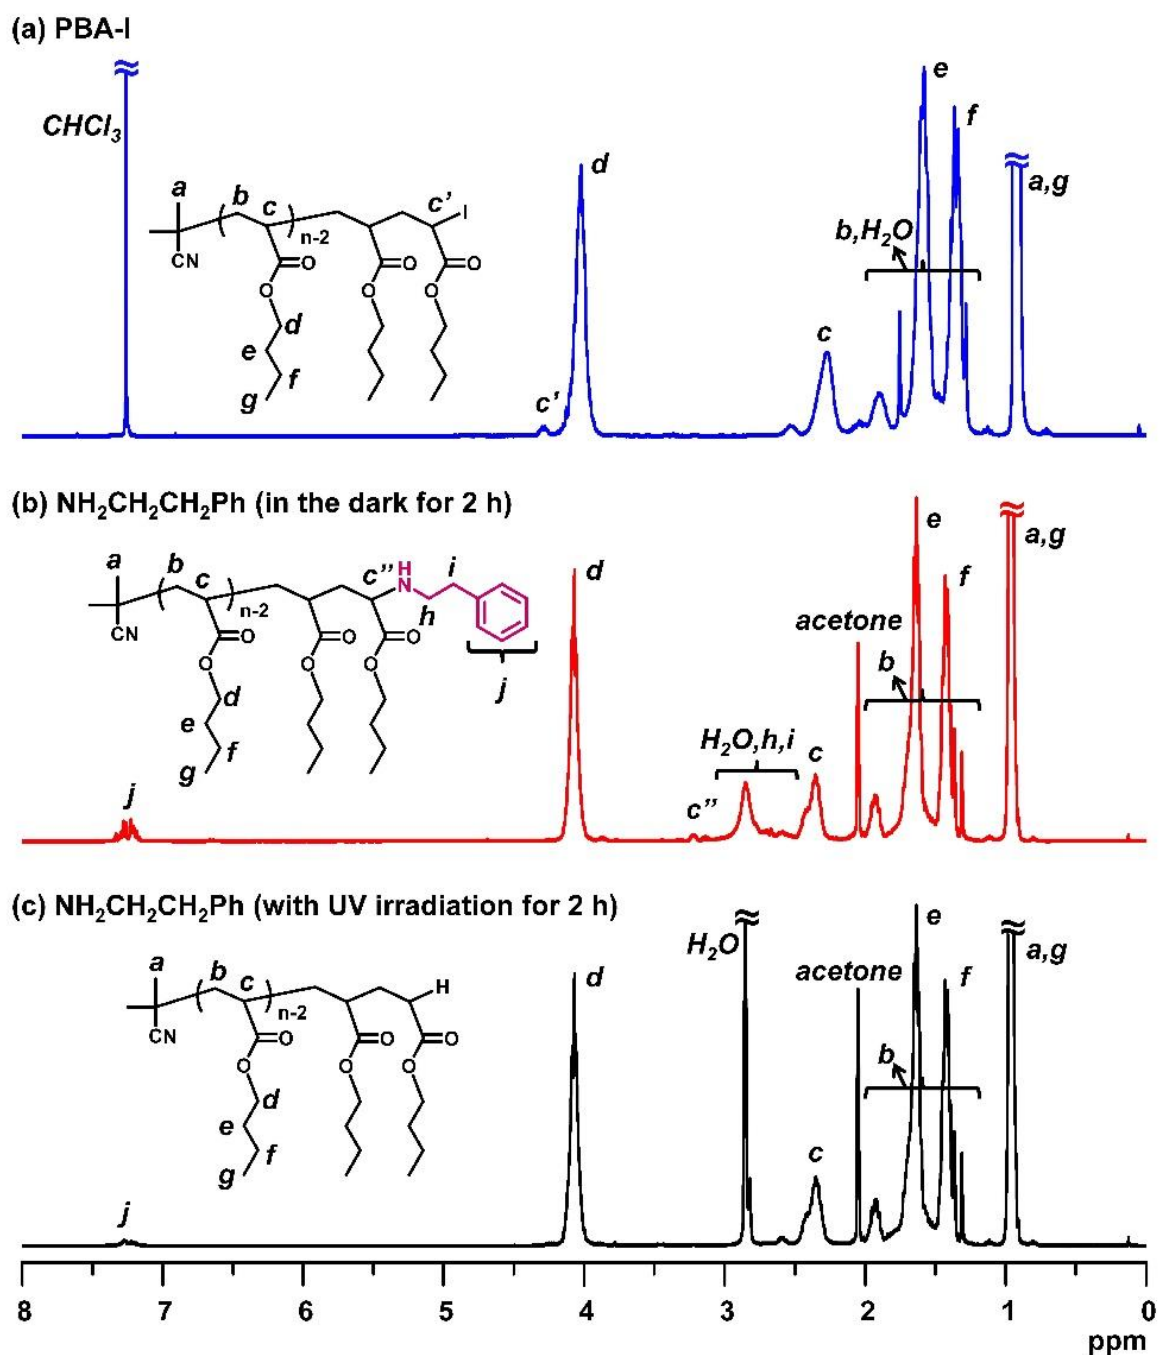 (a) PBA-I
CHCl₃
e
f
d
a,g
a
b
c
c'
I
n-2
CN
O
O
O
O
O
O
b,H₂O
d
e
f
g
c
c'
(b) NH₂CH₂CH₂Ph (in the dark for 2 h)
e
a,g
a
b
c
c''
H
N
i
h
d
f
n-2
CN
O
O
O
O
O
O
acetone
b
j
d
e
f
g
H₂O,h,i
c
j
c''
(c) NH₂CH₂CH₂Ph (with UV irradiation for 2 h)
e
H₂O
a,g
a
b
c
H
d
acetone
f
n-2
CN
O
O
O
O
O
O
b
d
e
f
g
c
j
8 7 6 5 4 3 2 1 0
ppm